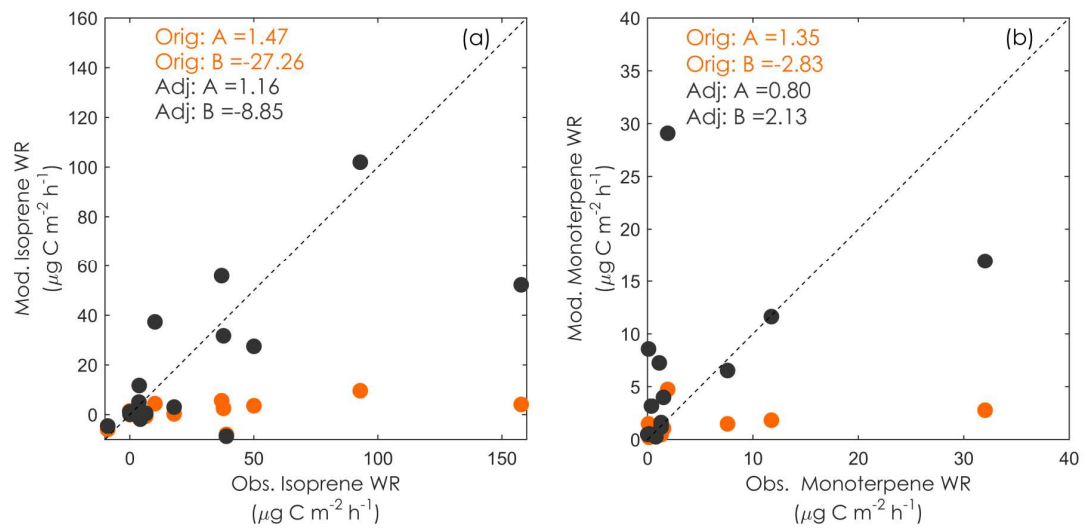 160
140
120
100
80
60
40
20
0
Mod. Isoprene WR
(μg C m⁻² h⁻¹)
Orig: A =1.47
Orig: B =-27.26
Adj: A =1.16
Adj: B =-8.85
(a)
0
50
100
150
Obs. Isoprene WR
(μg C m⁻² h⁻¹)
40
35
30
25
20
15
10
5
0
Mod. Monoterpene WR
(μg C m⁻² h⁻¹)
Orig: A =1.35
Orig: B =-2.83
Adj: A =0.80
Adj: B =2.13
(b)
0
10
20
30
40
Obs. Monoterpene WR
(μg C m⁻² h⁻¹)